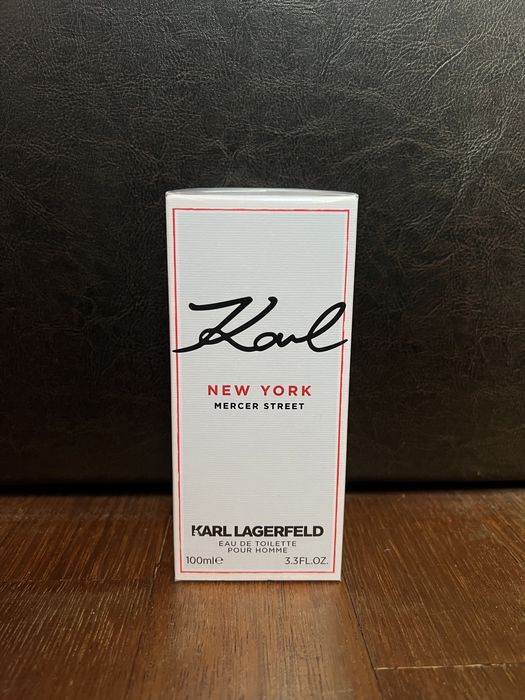 Karl
NEW YORK
MERCER STREET
KARL LAGERFELD
EAU DE TOILETTE
POUR HOMME
100ml℮ 3.3FL.OZ.